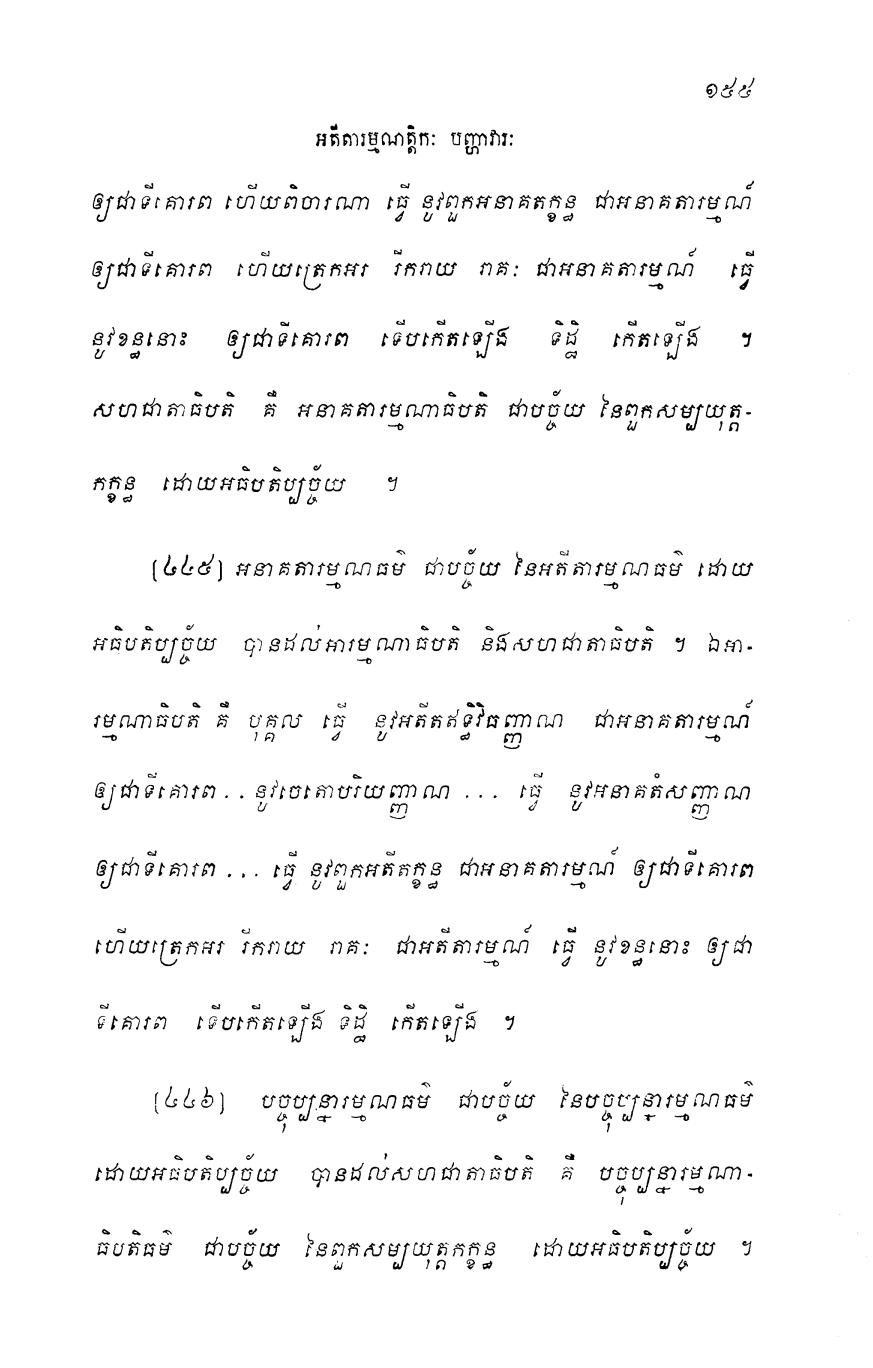 ១៥៥
អតីតារម្មណត្តិកៈ បញ្ហាវារៈ
ឲ្យជាទីគោរព ហើយពិចារណា ធ្វើ នូវពួកអនាគតក្ខន្ធ ជាអនាគតារម្មណ៍
ឲ្យជាទីគោរព ហើយត្រេកអរ រីករាយ រាគៈ ជាអនាគតារម្មណ៍ ធ្វើ
នូវខន្ធនោះ ឲ្យជាទីគោរព ទើបកើតឡើង ទិដ្ឋិ កើតឡើង ។
សហជាតាធិបតិ គឺ អនាគតារម្មណាធិបតិ ជាបច្ច័យ នៃពួកសម្បយុត្ត-
កក្ខន្ធ ដោយអធិបតិប្បច្ច័យ ។
[៤៤៥] អនាគតារម្មណធម៌ ជាបច្ច័យ នៃអតីតារម្មណធម៌ ដោយ
អធិបតិប្បច្ច័យ បានដល់អារម្មណាធិបតិ និងសហជាតាធិបតិ ។ ឯអា-
រម្មណាធិបតិ គឺ បុគ្គល ធ្វើ នូវអតីតឥទ្ធិវិធញ្ញាណ ជាអនាគតារម្មណ៍
ឲ្យជាទីគោរព .. នូវចេតោបរិយញ្ញាណ ... ធ្វើ នូវអនាគតំសញ្ញាណ
ឲ្យជាទីគោរព ... ធ្វើ នូវពួកអតីតក្ខន្ធ ជាអនាគតារម្មណ៍ ឲ្យជាទីគោរព
ហើយត្រេកអរ រីករាយ រាគៈ ជាអតីតារម្មណ៍ ធ្វើ នូវខន្ធនោះ ឲ្យជា
ទីគោរព ទើបកើតឡើង ទិដ្ឋិ កើតឡើង ។
[៤៤៦] បច្ចុប្បន្នារម្មណធម៌ ជាបច្ច័យ នៃបច្ចុប្បន្នារម្មណធម៌
ដោយអធិបតិប្បច្ច័យ បានដល់សហជាតាធិបតិ គឺ បច្ចុប្បន្នារម្មណា-
ធិបតិធម៌ ជាបច្ច័យ នៃពួកសម្បយុត្តកក្ខន្ធ ដោយអធិបតិប្បច្ច័យ ។